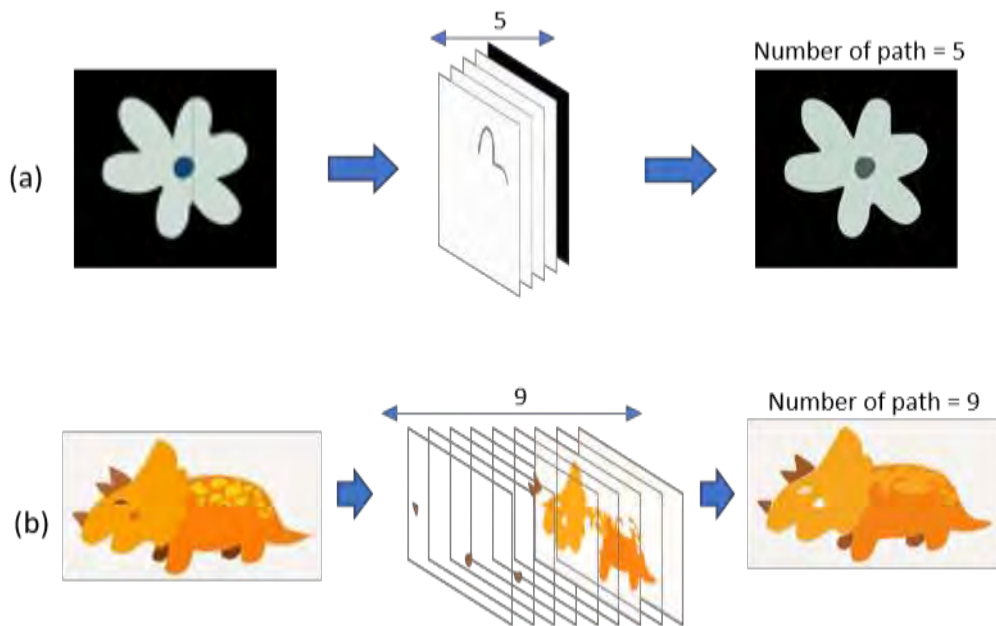 5
Number of path = 5
(a)
9
Number of path = 9
(b)